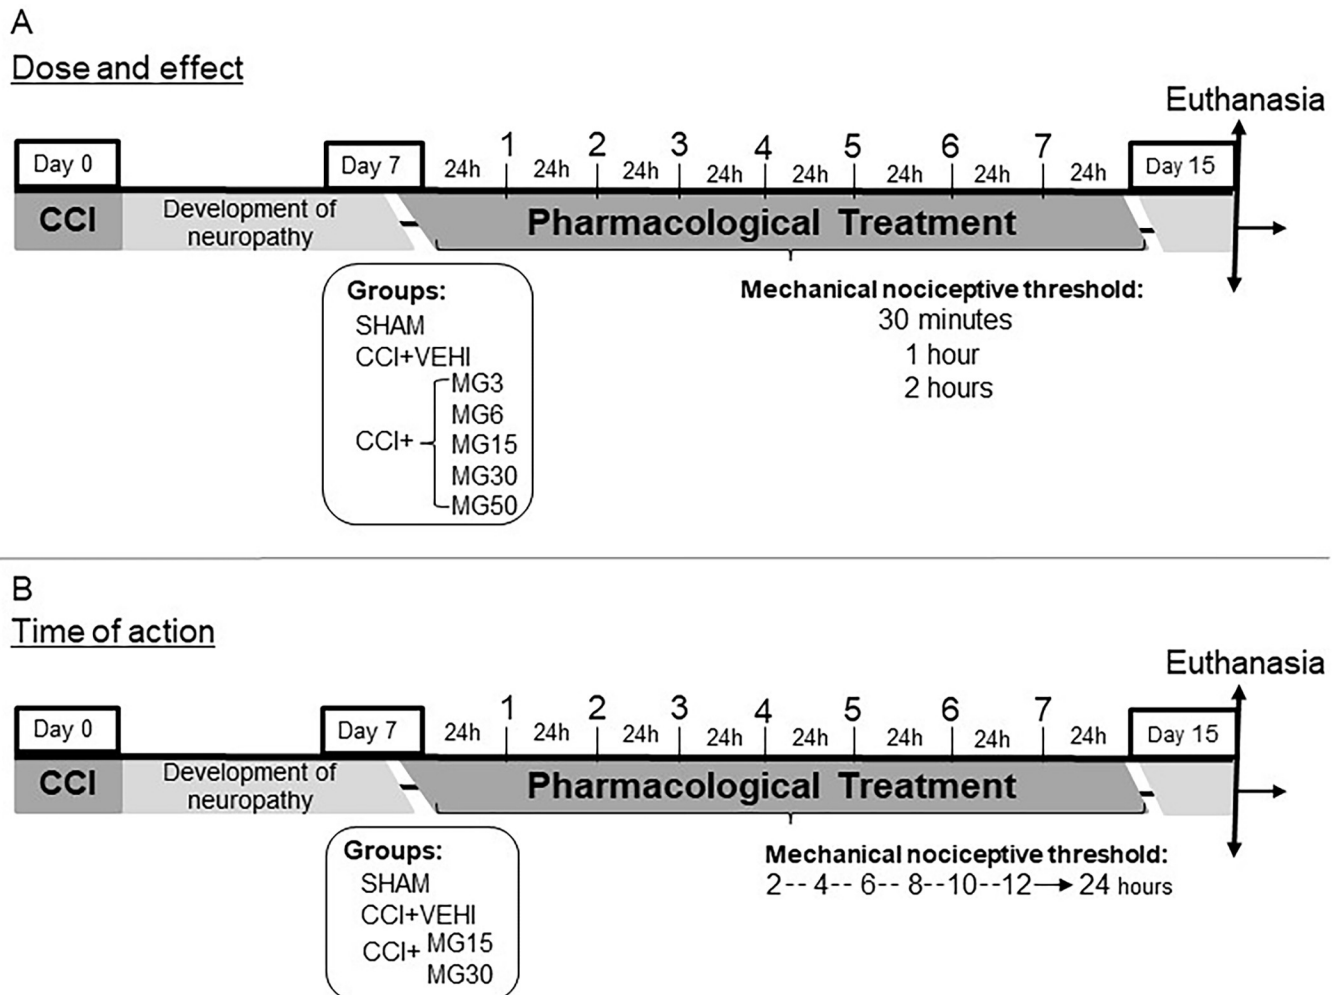 A
Dose and effect
Euthanasia
Day 0
Day 7
24h 1 24h 2 24h 3 24h 4 24h 5 24h 6 24h 7 24h
Day 15
CCI
Development of
neuropathy
Pharmacological Treatment
Groups:
SHAM
CCI+VEHI
CCI+
MG3
MG6
MG15
MG30
MG50
Mechanical nociceptive threshold:
30 minutes
1 hour
2 hours
B
Time of action
Euthanasia
Day 0
Day 7
24h 1 24h 2 24h 3 24h 4 24h 5 24h 6 24h 7 24h
Day 15
CCI
Development of
neuropathy
Pharmacological Treatment
Groups:
SHAM
CCI+VEHI
CCI+ MG15
MG30
Mechanical nociceptive threshold:
2-- 4-- 6-- 8--10--12→ 24 hours